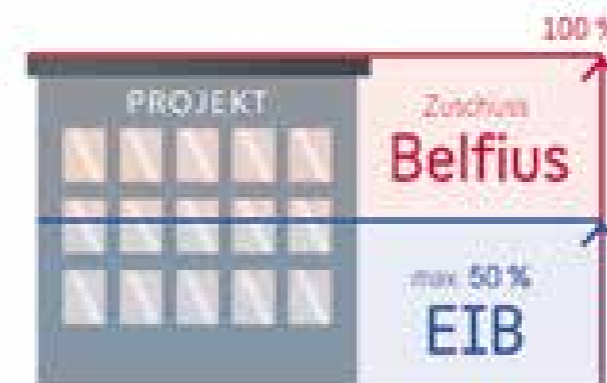 100 %
PROJEKT
Zuschuss
Belfius
max. 50 %
EIB